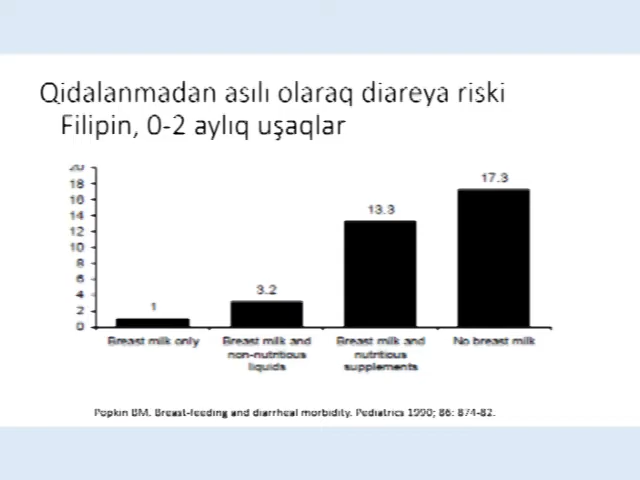 Qidalanmadan asılı olaraq diareya riski
Filipin, 0-2 aylıq uşaqlar
20
18
16
14
12
10
8
6
4
2
0
1
3.2
13.3
17.3
Breast milk only
Breast milk and
non-nutritious
liquids
Breast milk and
nutritious
supplements
No breast milk
Popkin BM. Breast-feeding and diarrheal morbidity. Pediatrics 1990; 86: 874-82.